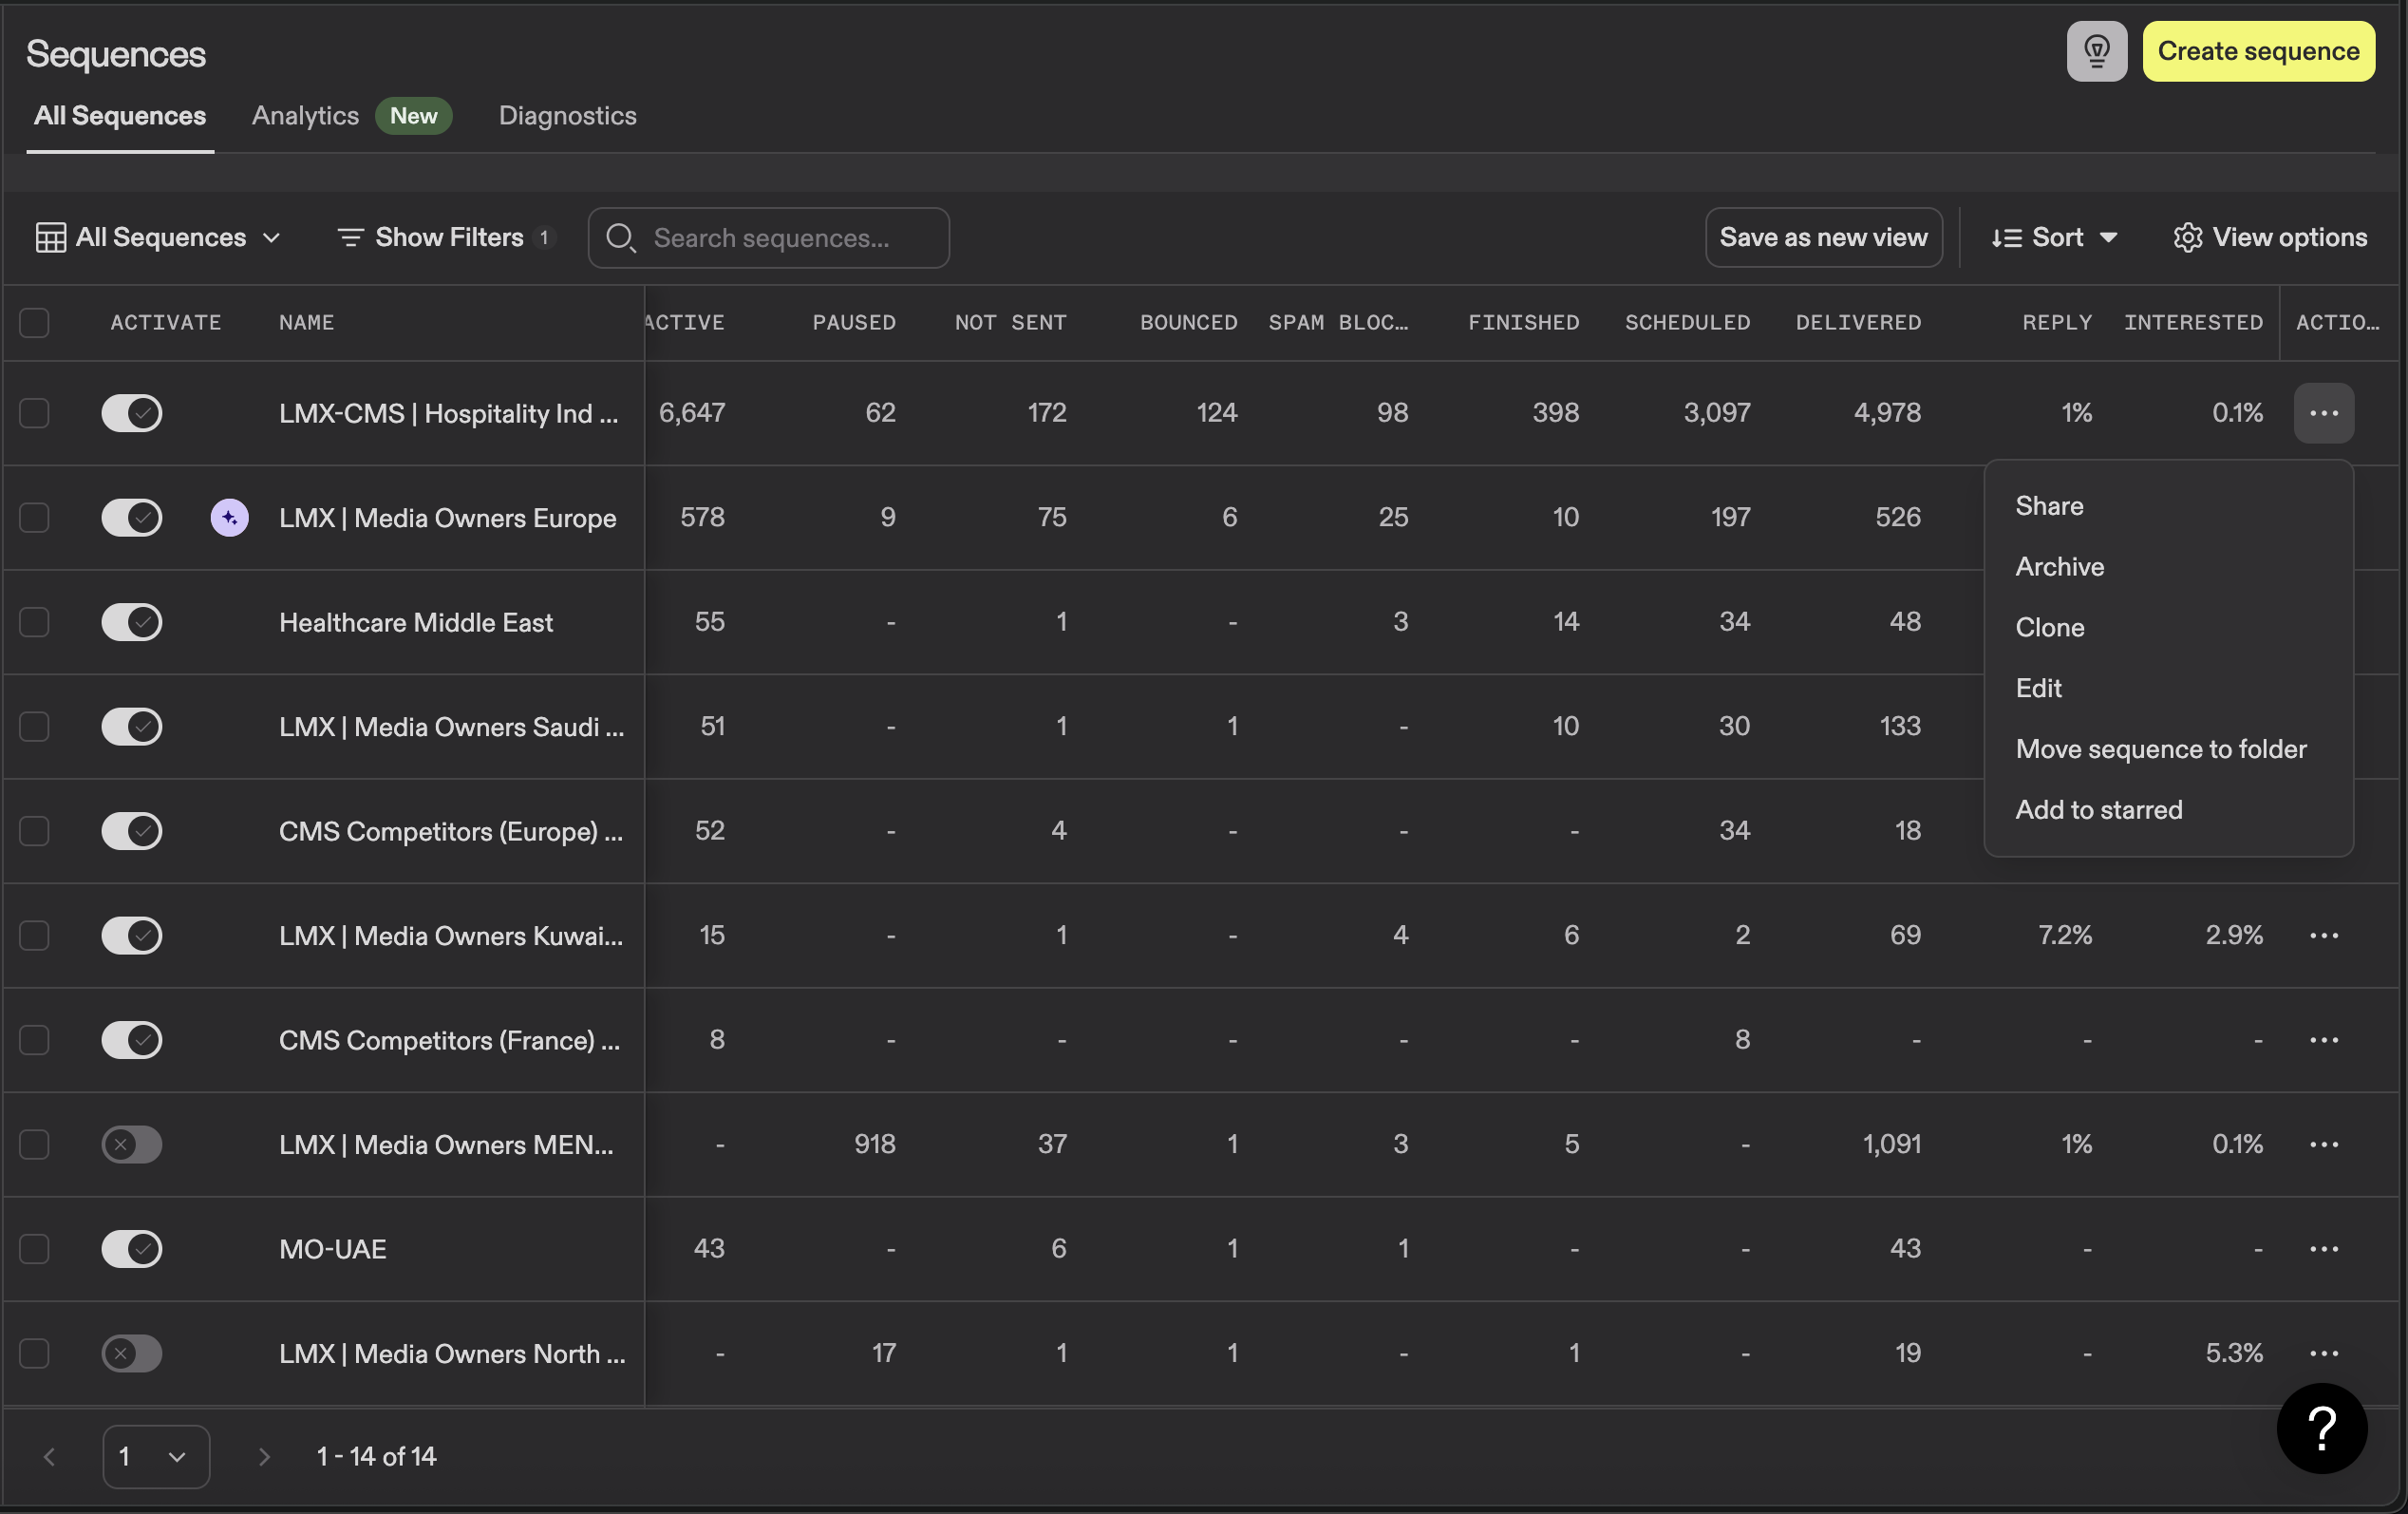 Sequences
Create sequence
All Sequences Analytics New Diagnostics
All Sequences Show Filters 1 Search sequences... Save as new view Sort View options
ACTIVATE NAME ACTIVE PAUSED NOT SENT BOUNCED SPAM BLOC... FINISHED SCHEDULED DELIVERED REPLY INTERESTED ACTIO...
LMX-CMS | Hospitality Ind ... 6,647 62 172 124 98 398 3,097 4,978 1% 0.1% ...
LMX | Media Owners Europe 578 9 75 6 25 10 197 526
Healthcare Middle East 55 - 1 - 3 14 34 48
LMX | Media Owners Saudi ... 51 - 1 1 - 10 30 133
CMS Competitors (Europe) ... 52 - 4 - - - 34 18
Share
Archive
Clone
Edit
Move sequence to folder
Add to starred
LMX | Media Owners Kuwai... 15 - 1 - 4 6 2 69 7.2% 2.9% ...
CMS Competitors (France) ... 8 - - - - - 8 - - - ...
LMX | Media Owners MEN... - 918 37 1 3 5 - 1,091 1% 0.1% ...
MO-UAE 43 - 6 1 1 - - 43 - - ...
LMX | Media Owners North ... - 17 1 1 - 1 - 19 - 5.3% ...
1 1 - 14 of 14
?